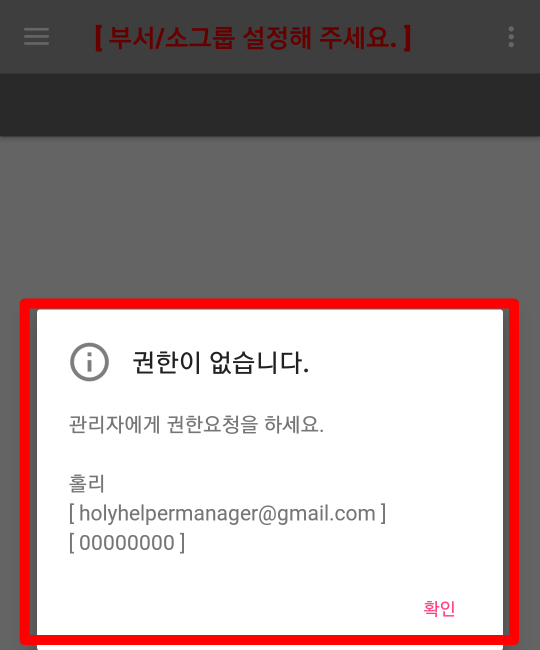 [ 부서/소그룹 설정해 주세요. ]
권한이 없습니다.
관리자에게 권한요청을 하세요.
홀리
[ holyhelpermanager@gmail.com ]
[ 00000000 ]
확인